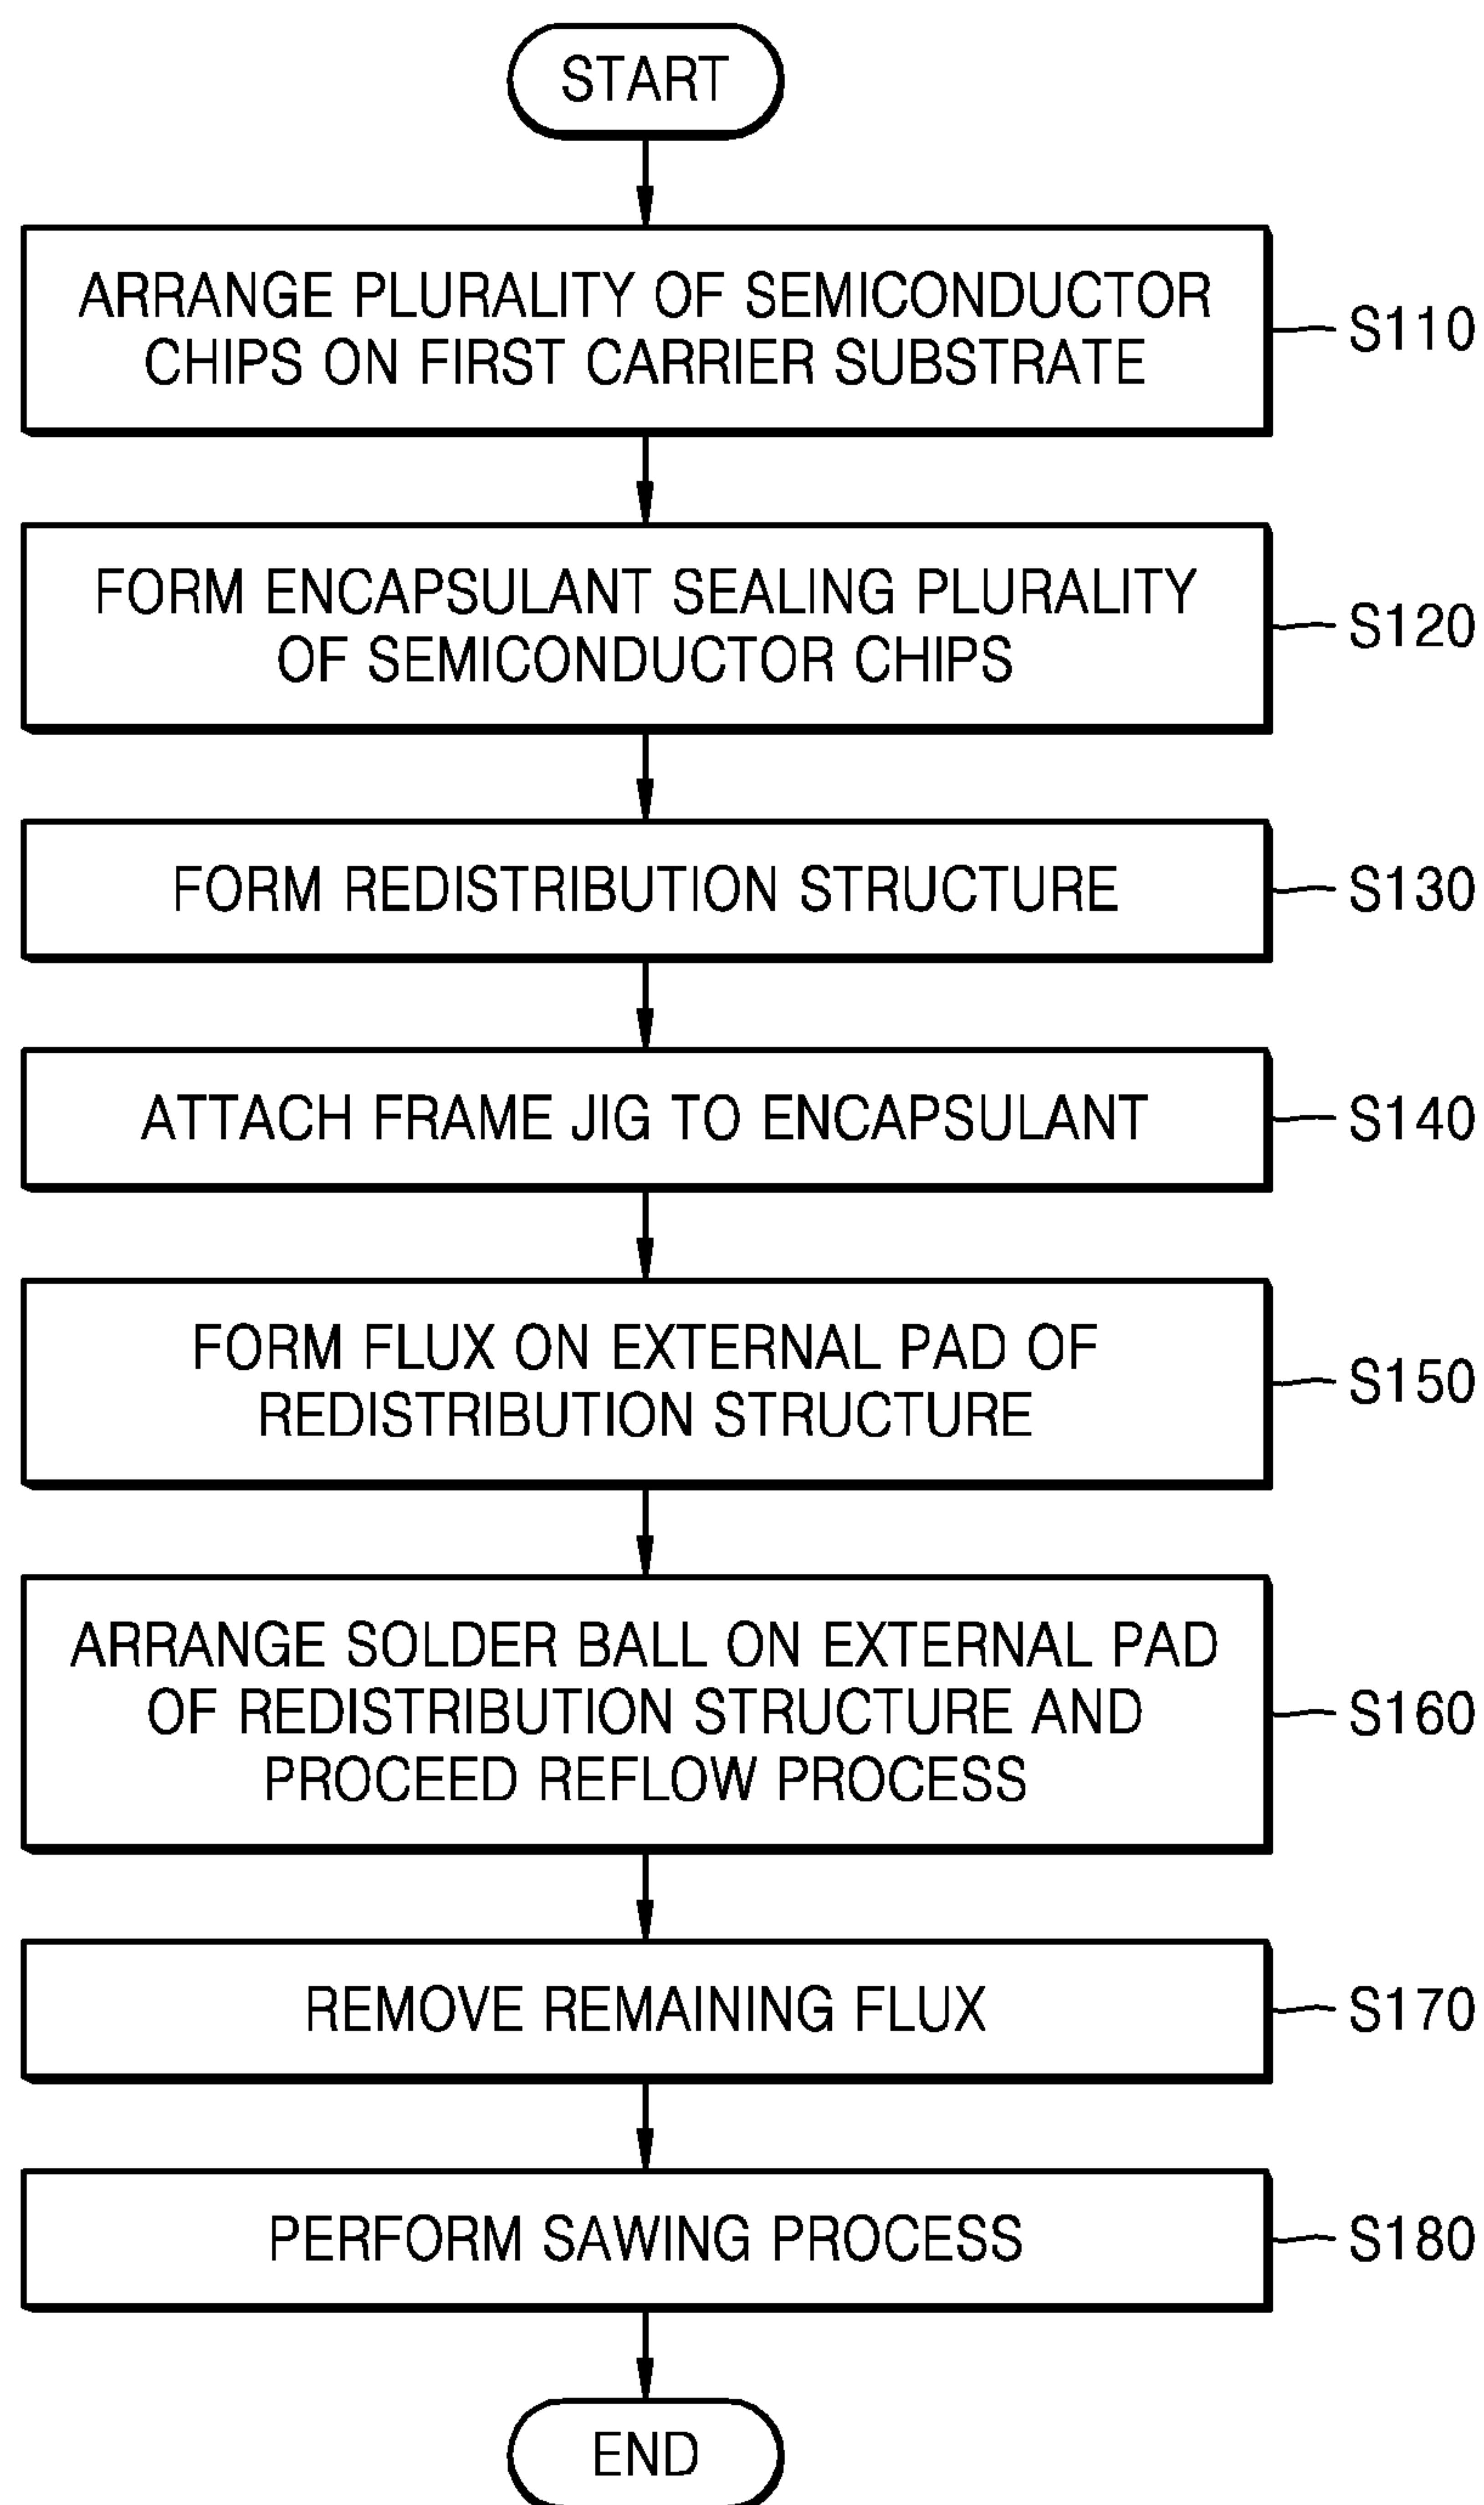 START
ARRANGE PLURALITY OF SEMICONDUCTOR
CHIPS ON FIRST CARRIER SUBSTRATE
S110
FORM ENCAPSULANT SEALING PLURALITY
OF SEMICONDUCTOR CHIPS
S120
FORM REDISTRIBUTION STRUCTURE
S130
ATTACH FRAME JIG TO ENCAPSULANT
S140
FORM FLUX ON EXTERNAL PAD OF
REDISTRIBUTION STRUCTURE
S150
ARRANGE SOLDER BALL ON EXTERNAL PAD
OF REDISTRIBUTION STRUCTURE AND
PROCEED REFLOW PROCESS
S160
REMOVE REMAINING FLUX
S170
PERFORM SAWING PROCESS
S180
END